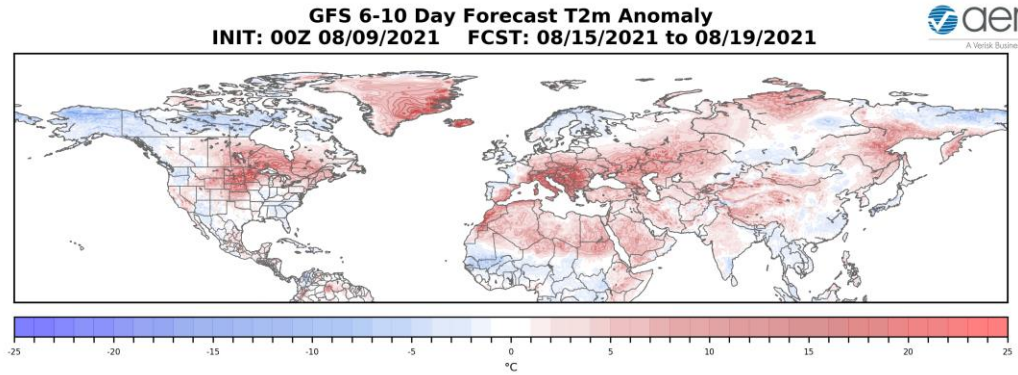 GFS 6-10 Day Forecast T2m Anomaly
INIT: 00Z 08/09/2021 FCST: 08/15/2021 to 08/19/2021
aer
A Verisk Busine
-25 -20 -15 -10 -5 0 5 10 15 20 25
°C